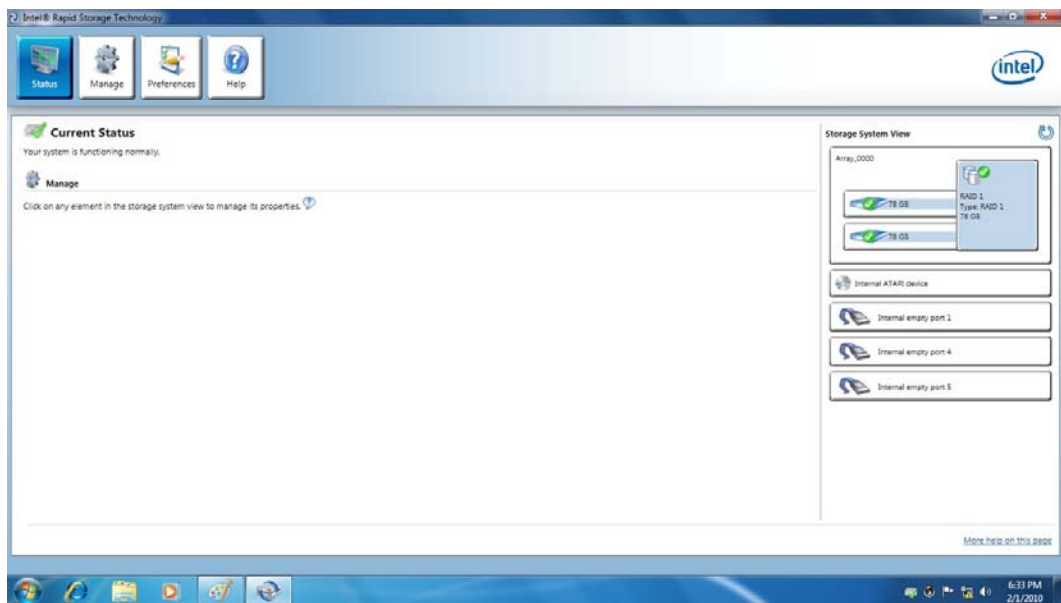 Intel® Rapid Storage Technology
Status
Manage
Preferences
Help
intel
Current Status
Your system is functioning normally.
Manage
Click on any element in the storage system view to manage its properties.
Storage System View
Array_0000
78 GB
78 GB
RAID 1
Type: RAID 1
78 GB
Internal ATAPI device
Internal empty port 1
Internal empty port 4
Internal empty port 5
More help on this page
6:33 PM
2/1/2010